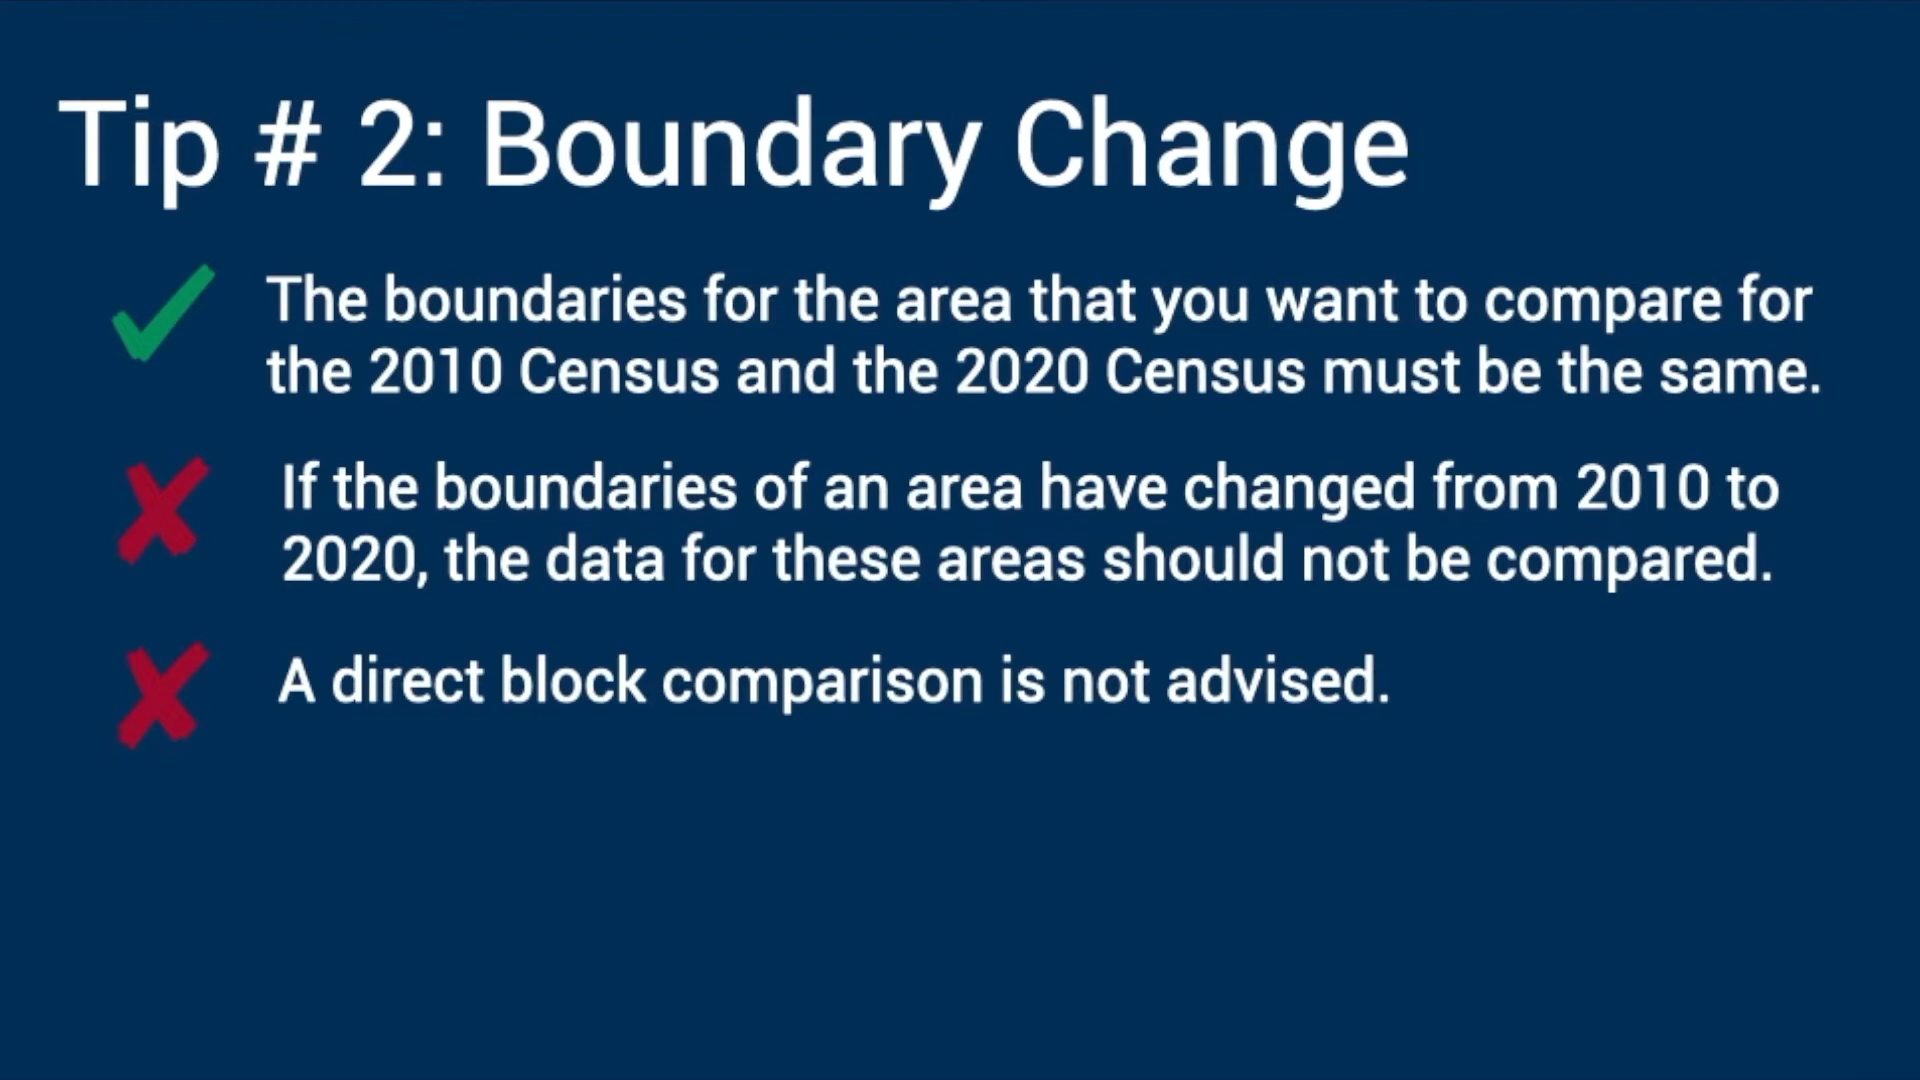 Tip # 2: Boundary Change
The boundaries for the area that you want to compare for
the 2010 Census and the 2020 Census must be the same.
If the boundaries of an area have changed from 2010 to
2020, the data for these areas should not be compared.
A direct block comparison is not advised.